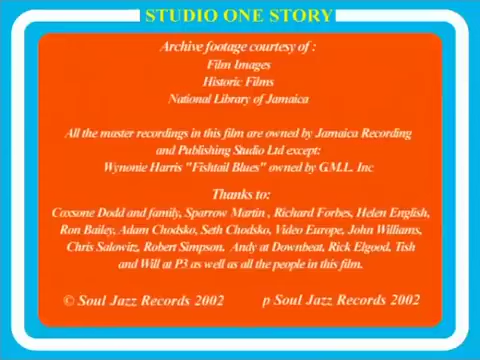 STUDIO ONE STORY
Archive footage courtesy of :
Film Images
Historic Films
National Library of Jamaica
All the master recordings in this film are owned by Jamaica Recording
and Publishing Studio Ltd except:
Wynonie Harris "Fishtail Blues" owned by G.M.L. Inc
Thanks to:
Coxsone Dodd and family, Sparrow Martin , Richard Forbes, Helen English,
Ron Bailey, Adam Chodsko, Seth Chodsko, Video Europe, John Williams,
Chris Salowitz, Robert Simpson, Andy at Downbeat, Rick Elgood, Tish
and Will at P3 as well as all the people in this film.
© Soul Jazz Records 2002 p Soul Jazz Records 2002